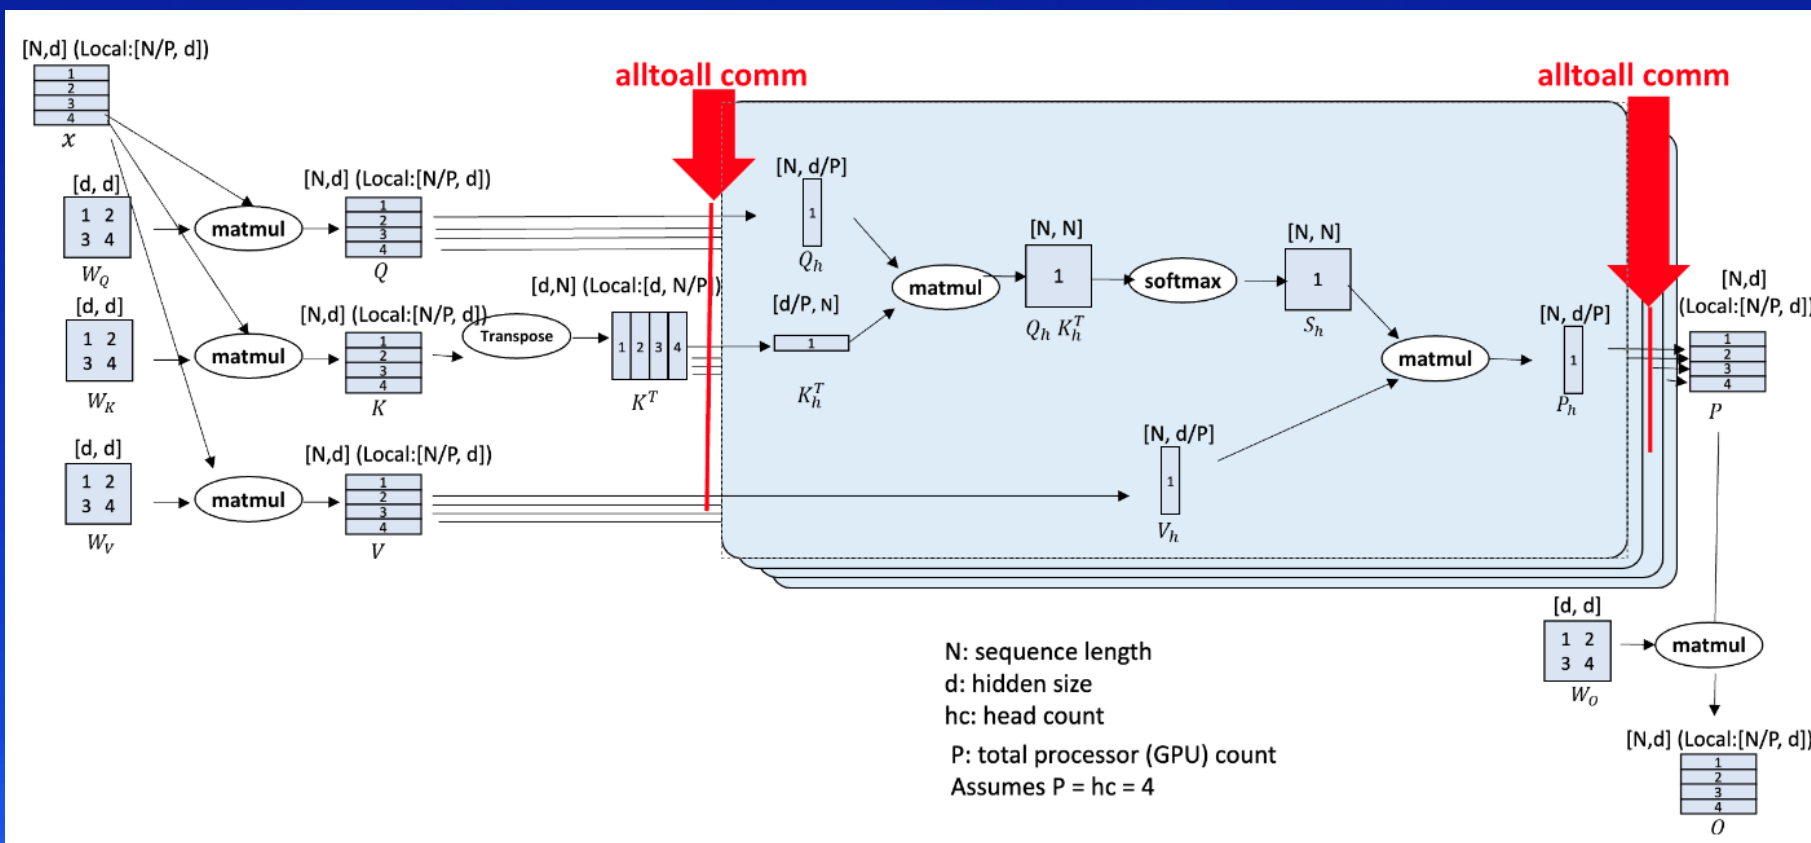 [N,d] (Local:[N/P, d])
1
2
3
4
x
alltoall comm
alltoall comm
[d, d]
1 2
3 4
W_Q
matmul
[N,d] (Local:[N/P, d])
1
2
3
4
Q
[d, d]
1 2
3 4
W_K
matmul
[N,d] (Local:[N/P, d])
1
2
3
4
K
Transpose
[d,N] (Local:[d, N/P])
1 2 3 4
K^T
[d, d]
1 2
3 4
W_V
matmul
[N,d] (Local:[N/P, d])
1
2
3
4
V
[N, d/P]
1
Q_h
[d/P, N]
1
K_h^T
matmul
[N, N]
1
Q_h K_h^T
softmax
[N, N]
1
S_h
[N, d/P]
1
V_h
matmul
[N, d/P]
1
P_h
[N,d]
(Local:[N/P, d])
1
2
3
4
P
[d, d]
1 2
3 4
W_O
matmul
[N,d] (Local:[N/P, d])
1
2
3
4
O
N: sequence length
d: hidden size
hc: head count
P: total processor (GPU) count
Assumes P = hc = 4